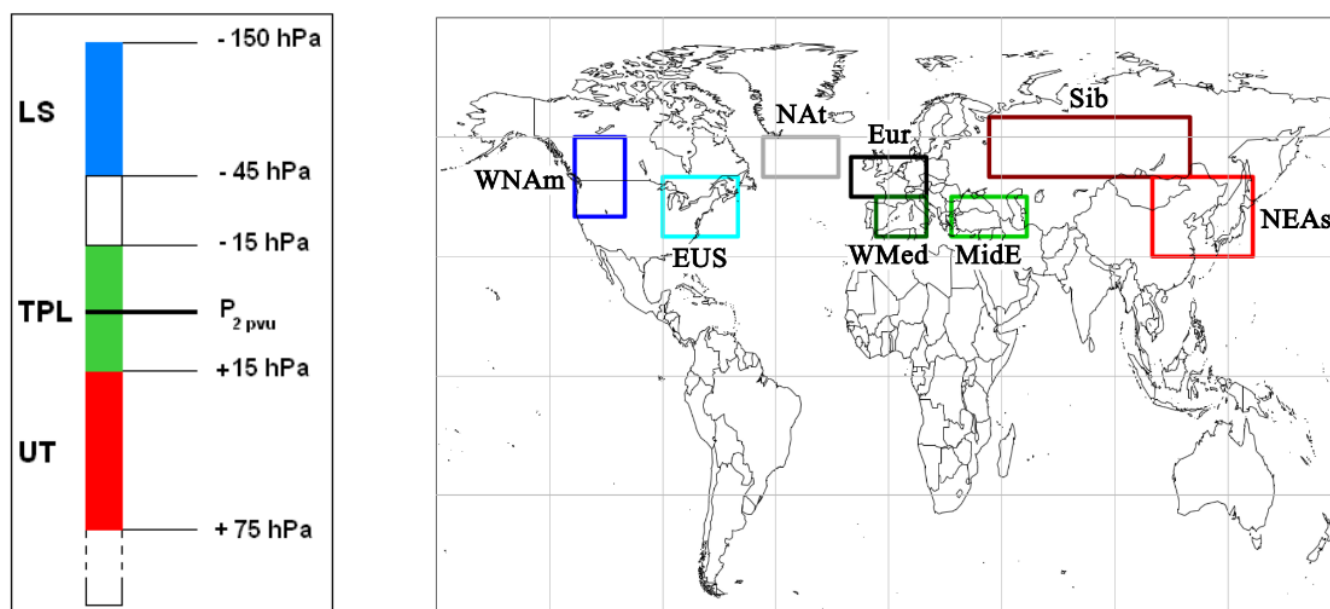 - 150 hPa
LS
- 45 hPa
- 15 hPa
TPL
P2 pvu
+ 15 hPa
UT
+ 75 hPa
Sib
NAt
Eur
WNAm
NEAs
EUS
WMed
MidE